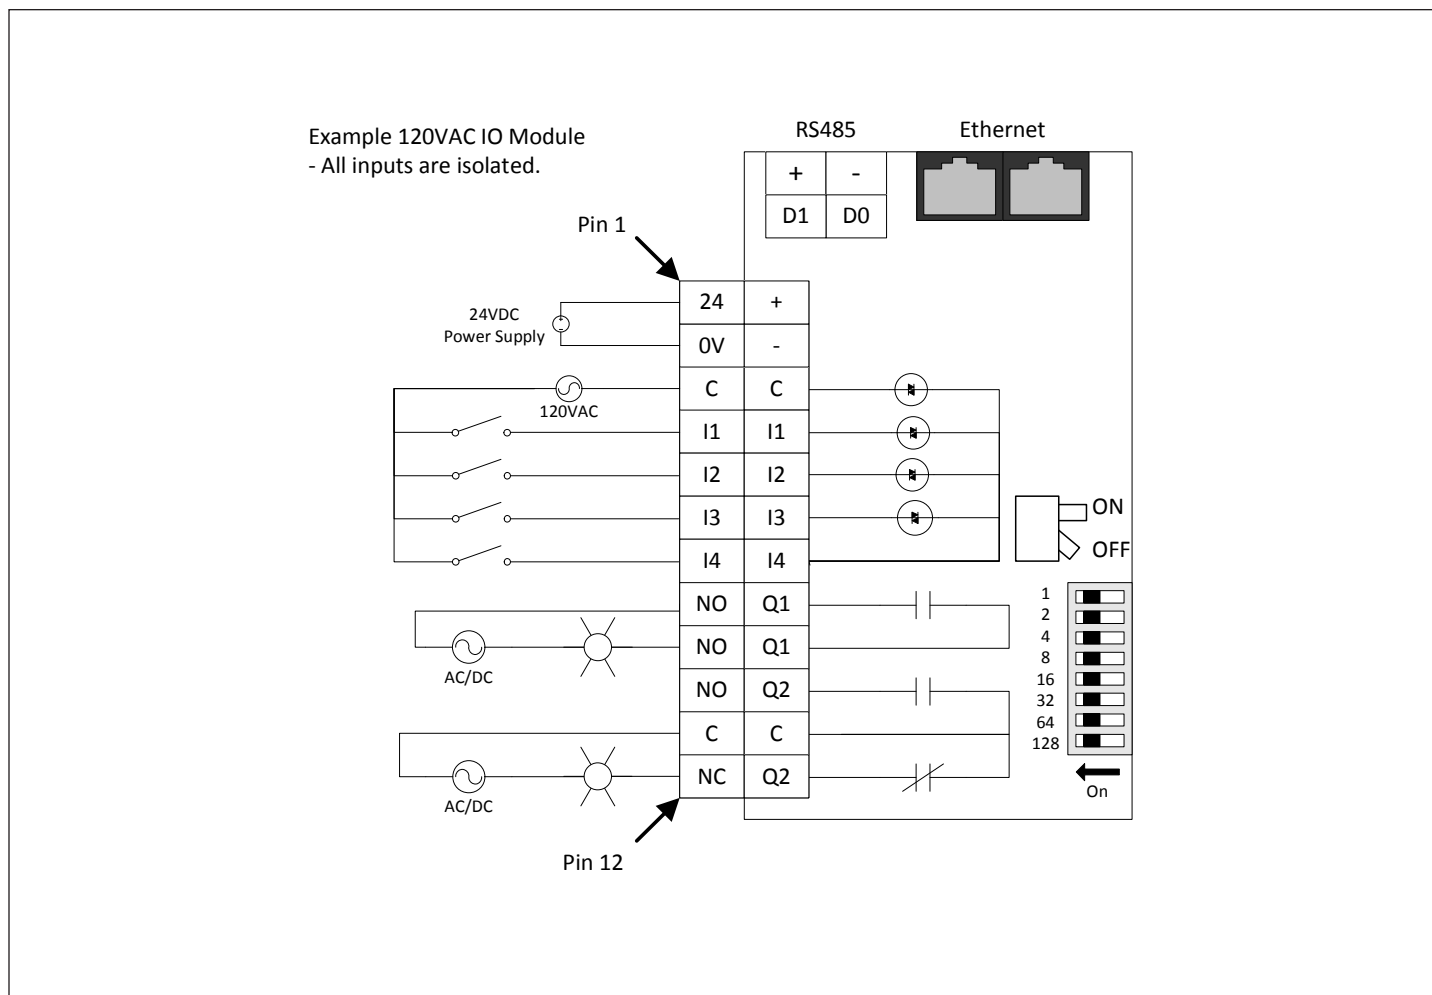 Example 120VAC IO Module
- All inputs are isolated.
RS485
Ethernet
+ -
D1 D0
Pin 1
24VDC
Power Supply
24 +
0V -
C C
120VAC
I1 I1
I2 I2
I3 I3
I4 I4
ON
OFF
NO Q1
NO Q1
AC/DC
NO Q2
C C
NC Q2
AC/DC
1
2
4
8
16
32
64
128
On
Pin 12